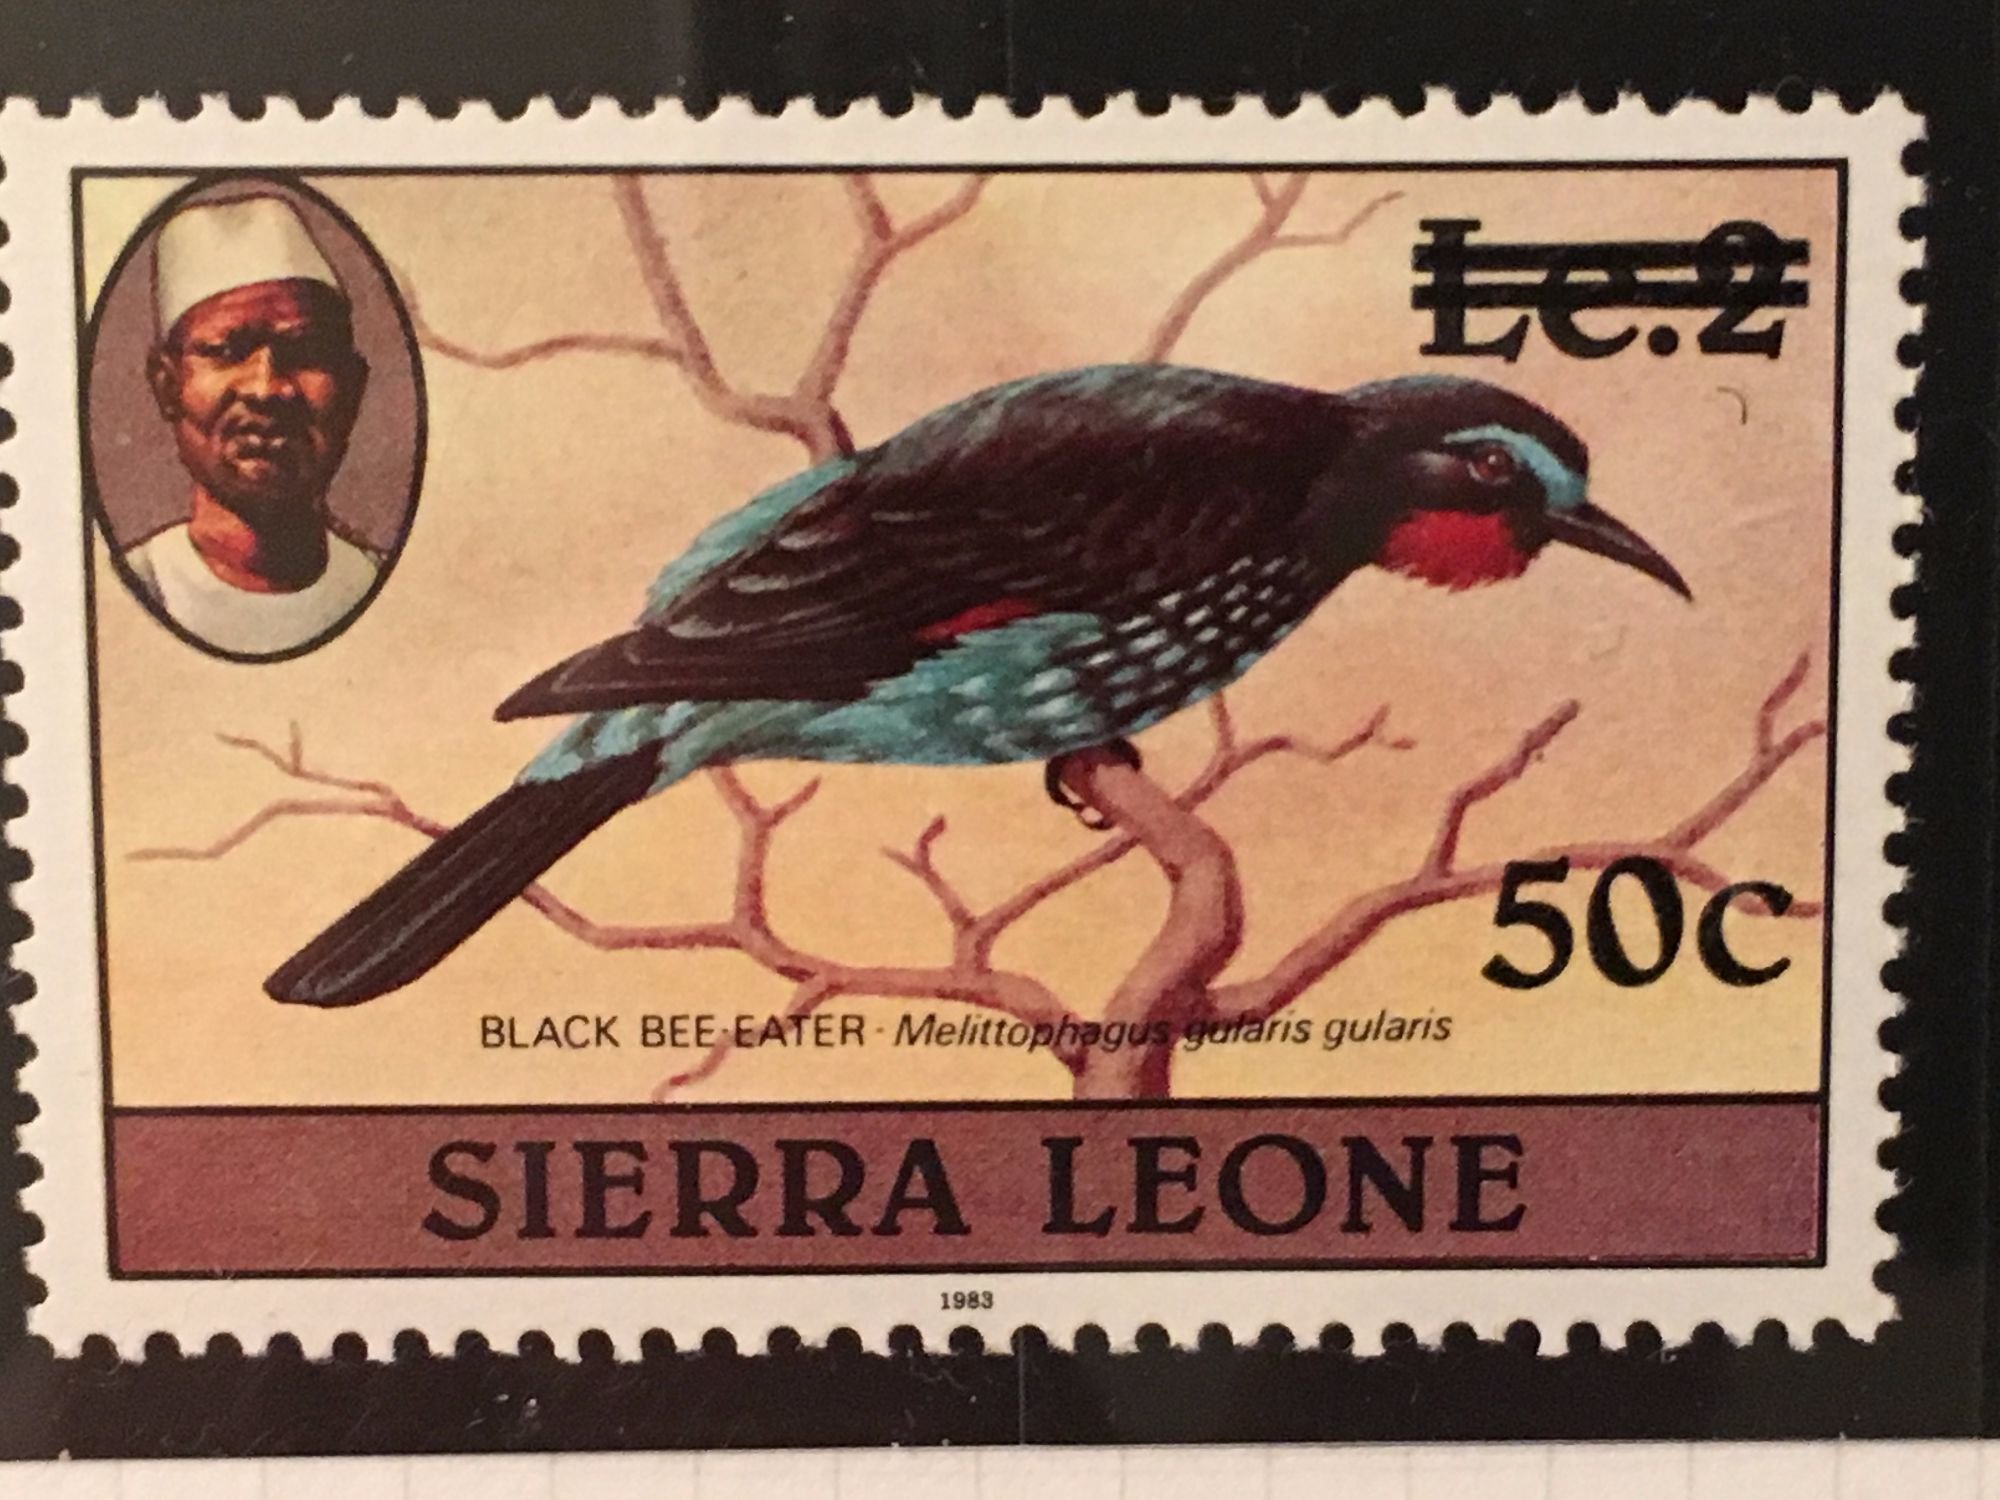 Le.2
50c
BLACK BEE-EATER - Melittophagus gularis gularis
SIERRA LEONE
1983